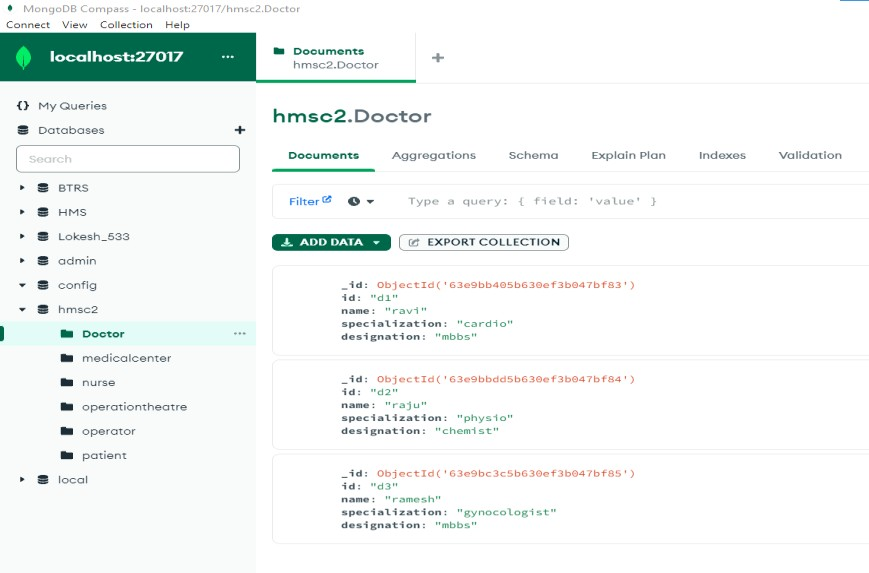 MongoDB Compass - localhost:27017/hmsc2.Doctor
Connect View Collection Help
localhost:27017 ...
Documents
hmsc2.Doctor
+
{} My Queries
Databases +
Search
BTRS
HMS
Lokesh_533
admin
config
hmsc2
Doctor ...
medicalcenter
nurse
operationtheatre
operator
patient
local
hmsc2.Doctor
Documents Aggregations Schema Explain Plan Indexes Validation
Filter Type a query: { field: 'value' }
ADD DATA EXPORT COLLECTION
_id: ObjectId('63e9bb405b630ef3b047bf83')
id: "d1"
name: "ravi"
specialization: "cardio"
designation: "mbbs"
_id: ObjectId('63e9bbdd5b630ef3b047bf84')
id: "d2"
name: "raju"
specialization: "physio"
designation: "chemist"
_id: ObjectId('63e9bc3c5b630ef3b047bf85')
id: "d3"
name: "ramesh"
specialization: "gynocologist"
designation: "mbbs"